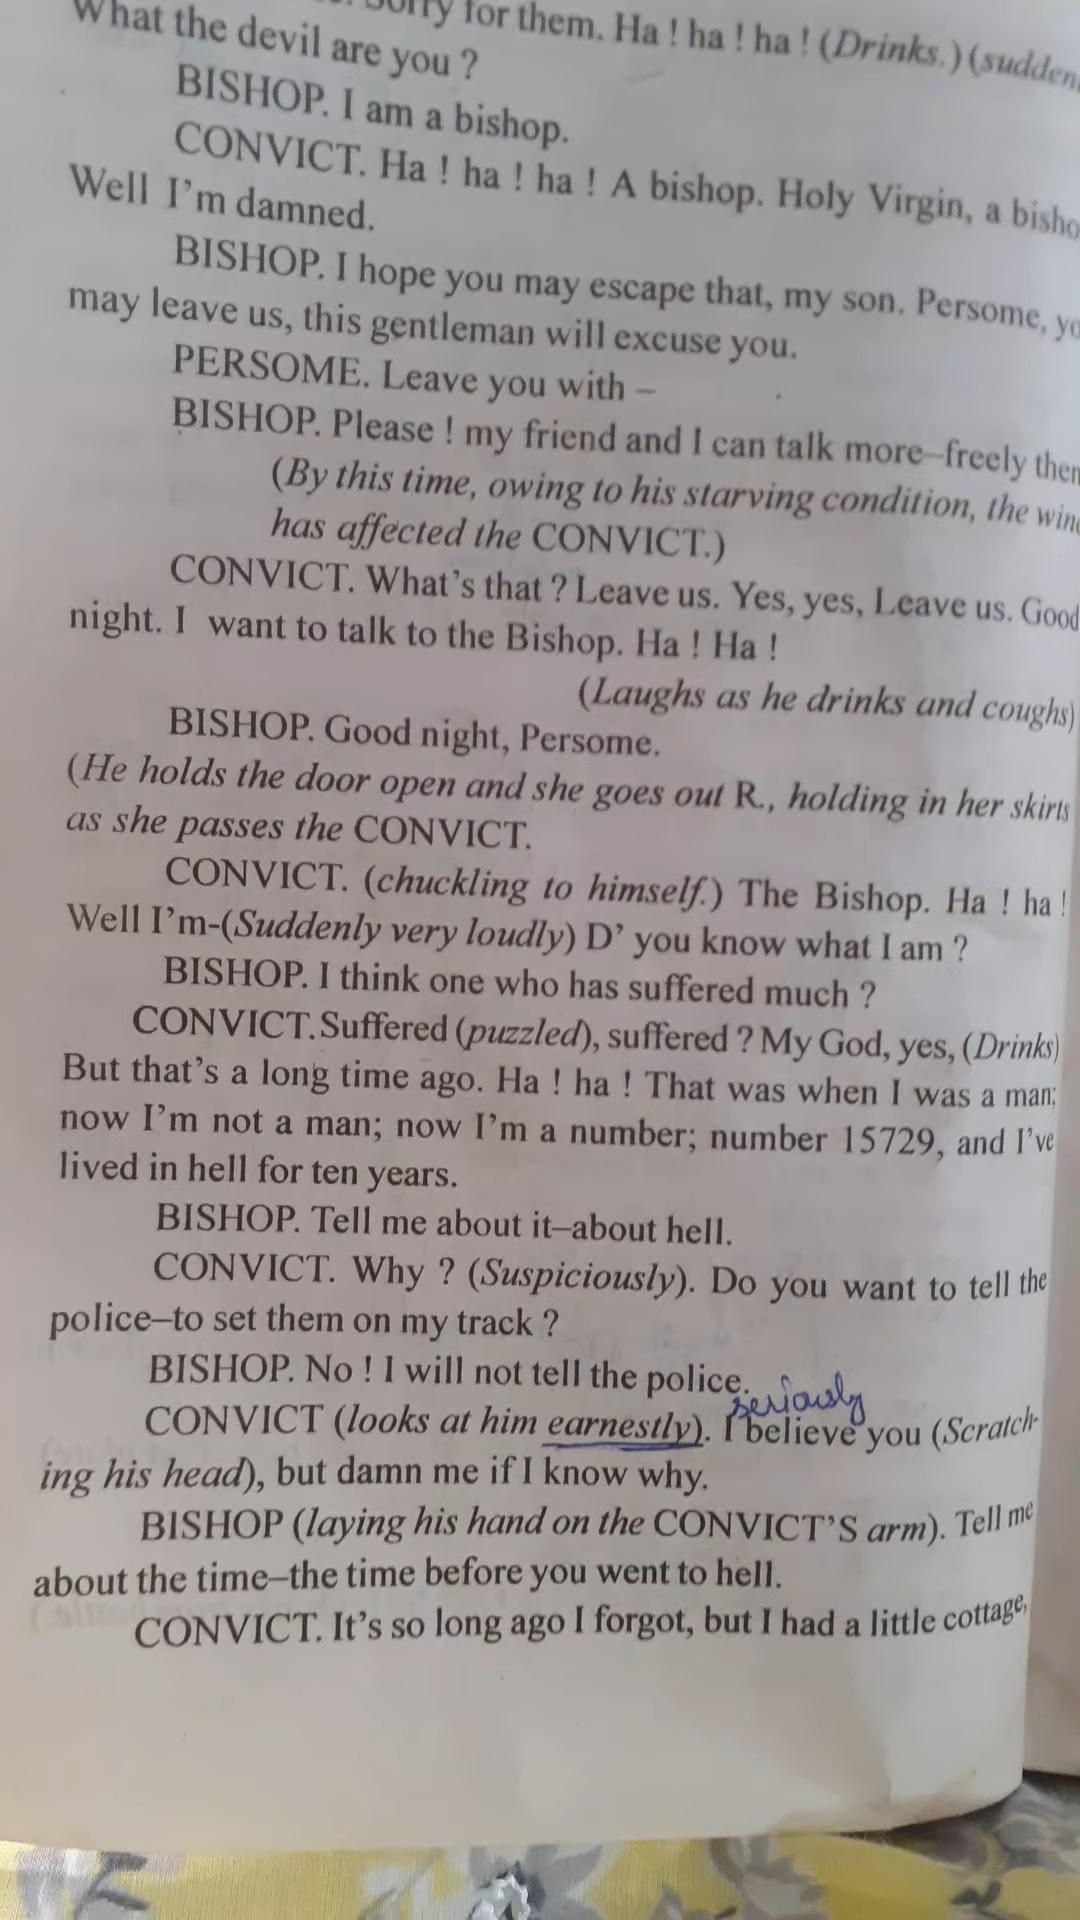 Sorry for them. Ha ! ha ! ha ! (Drinks.) (sudden
What the devil are you ?
BISHOP. I am a bishop.
CONVICT. Ha ! ha ! ha ! A bishop. Holy Virgin, a bisho
Well I'm damned.
BISHOP. I hope you may escape that, my son. Persome, yo
may leave us, this gentleman will excuse you.
PERSOME. Leave you with –
BISHOP. Please ! my friend and I can talk more–freely then
(By this time, owing to his starving condition, the wine
has affected the CONVICT.)
CONVICT. What's that ? Leave us. Yes, yes, Leave us. Good
night. I want to talk to the Bishop. Ha ! Ha !
(Laughs as he drinks and coughs)
BISHOP. Good night, Persome.
(He holds the door open and she goes out R., holding in her skirts
as she passes the CONVICT.
CONVICT. (chuckling to himself.) The Bishop. Ha ! ha !
Well I'm-(Suddenly very loudly) D' you know what I am ?
BISHOP. I think one who has suffered much ?
CONVICT. Suffered (puzzled), suffered ? My God, yes, (Drinks)
But that's a long time ago. Ha ! ha ! That was when I was a man;
now I'm not a man; now I'm a number; number 15729, and I've
lived in hell for ten years.
BISHOP. Tell me about it–about hell.
CONVICT. Why ? (Suspiciously). Do you want to tell the
police–to set them on my track ?
BISHOP. No ! I will not tell the police.
seriously
CONVICT (looks at him earnestly). I believe you (Scratch-
ing his head), but damn me if I know why.
BISHOP (laying his hand on the CONVICT'S arm). Tell me
about the time–the time before you went to hell.
CONVICT. It's so long ago I forgot, but I had a little cottage,